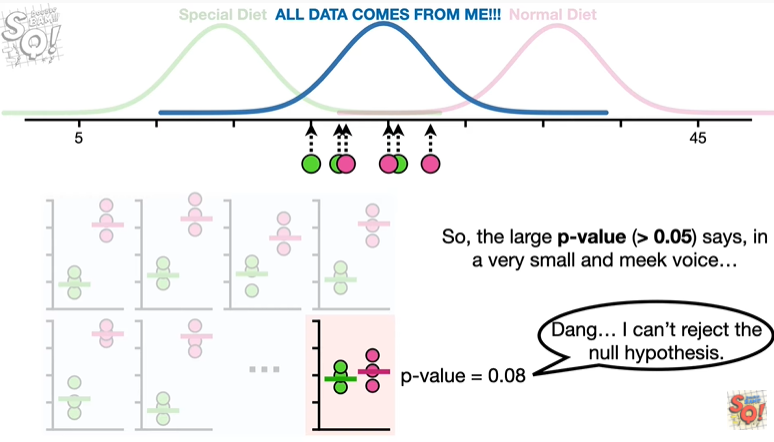 Special Diet ALL DATA COMES FROM ME!!! Normal Diet
5
45
So, the large p-value (> 0.05) says, in
a very small and meek voice…
Dang… I can't reject the
null hypothesis.
p-value = 0.08